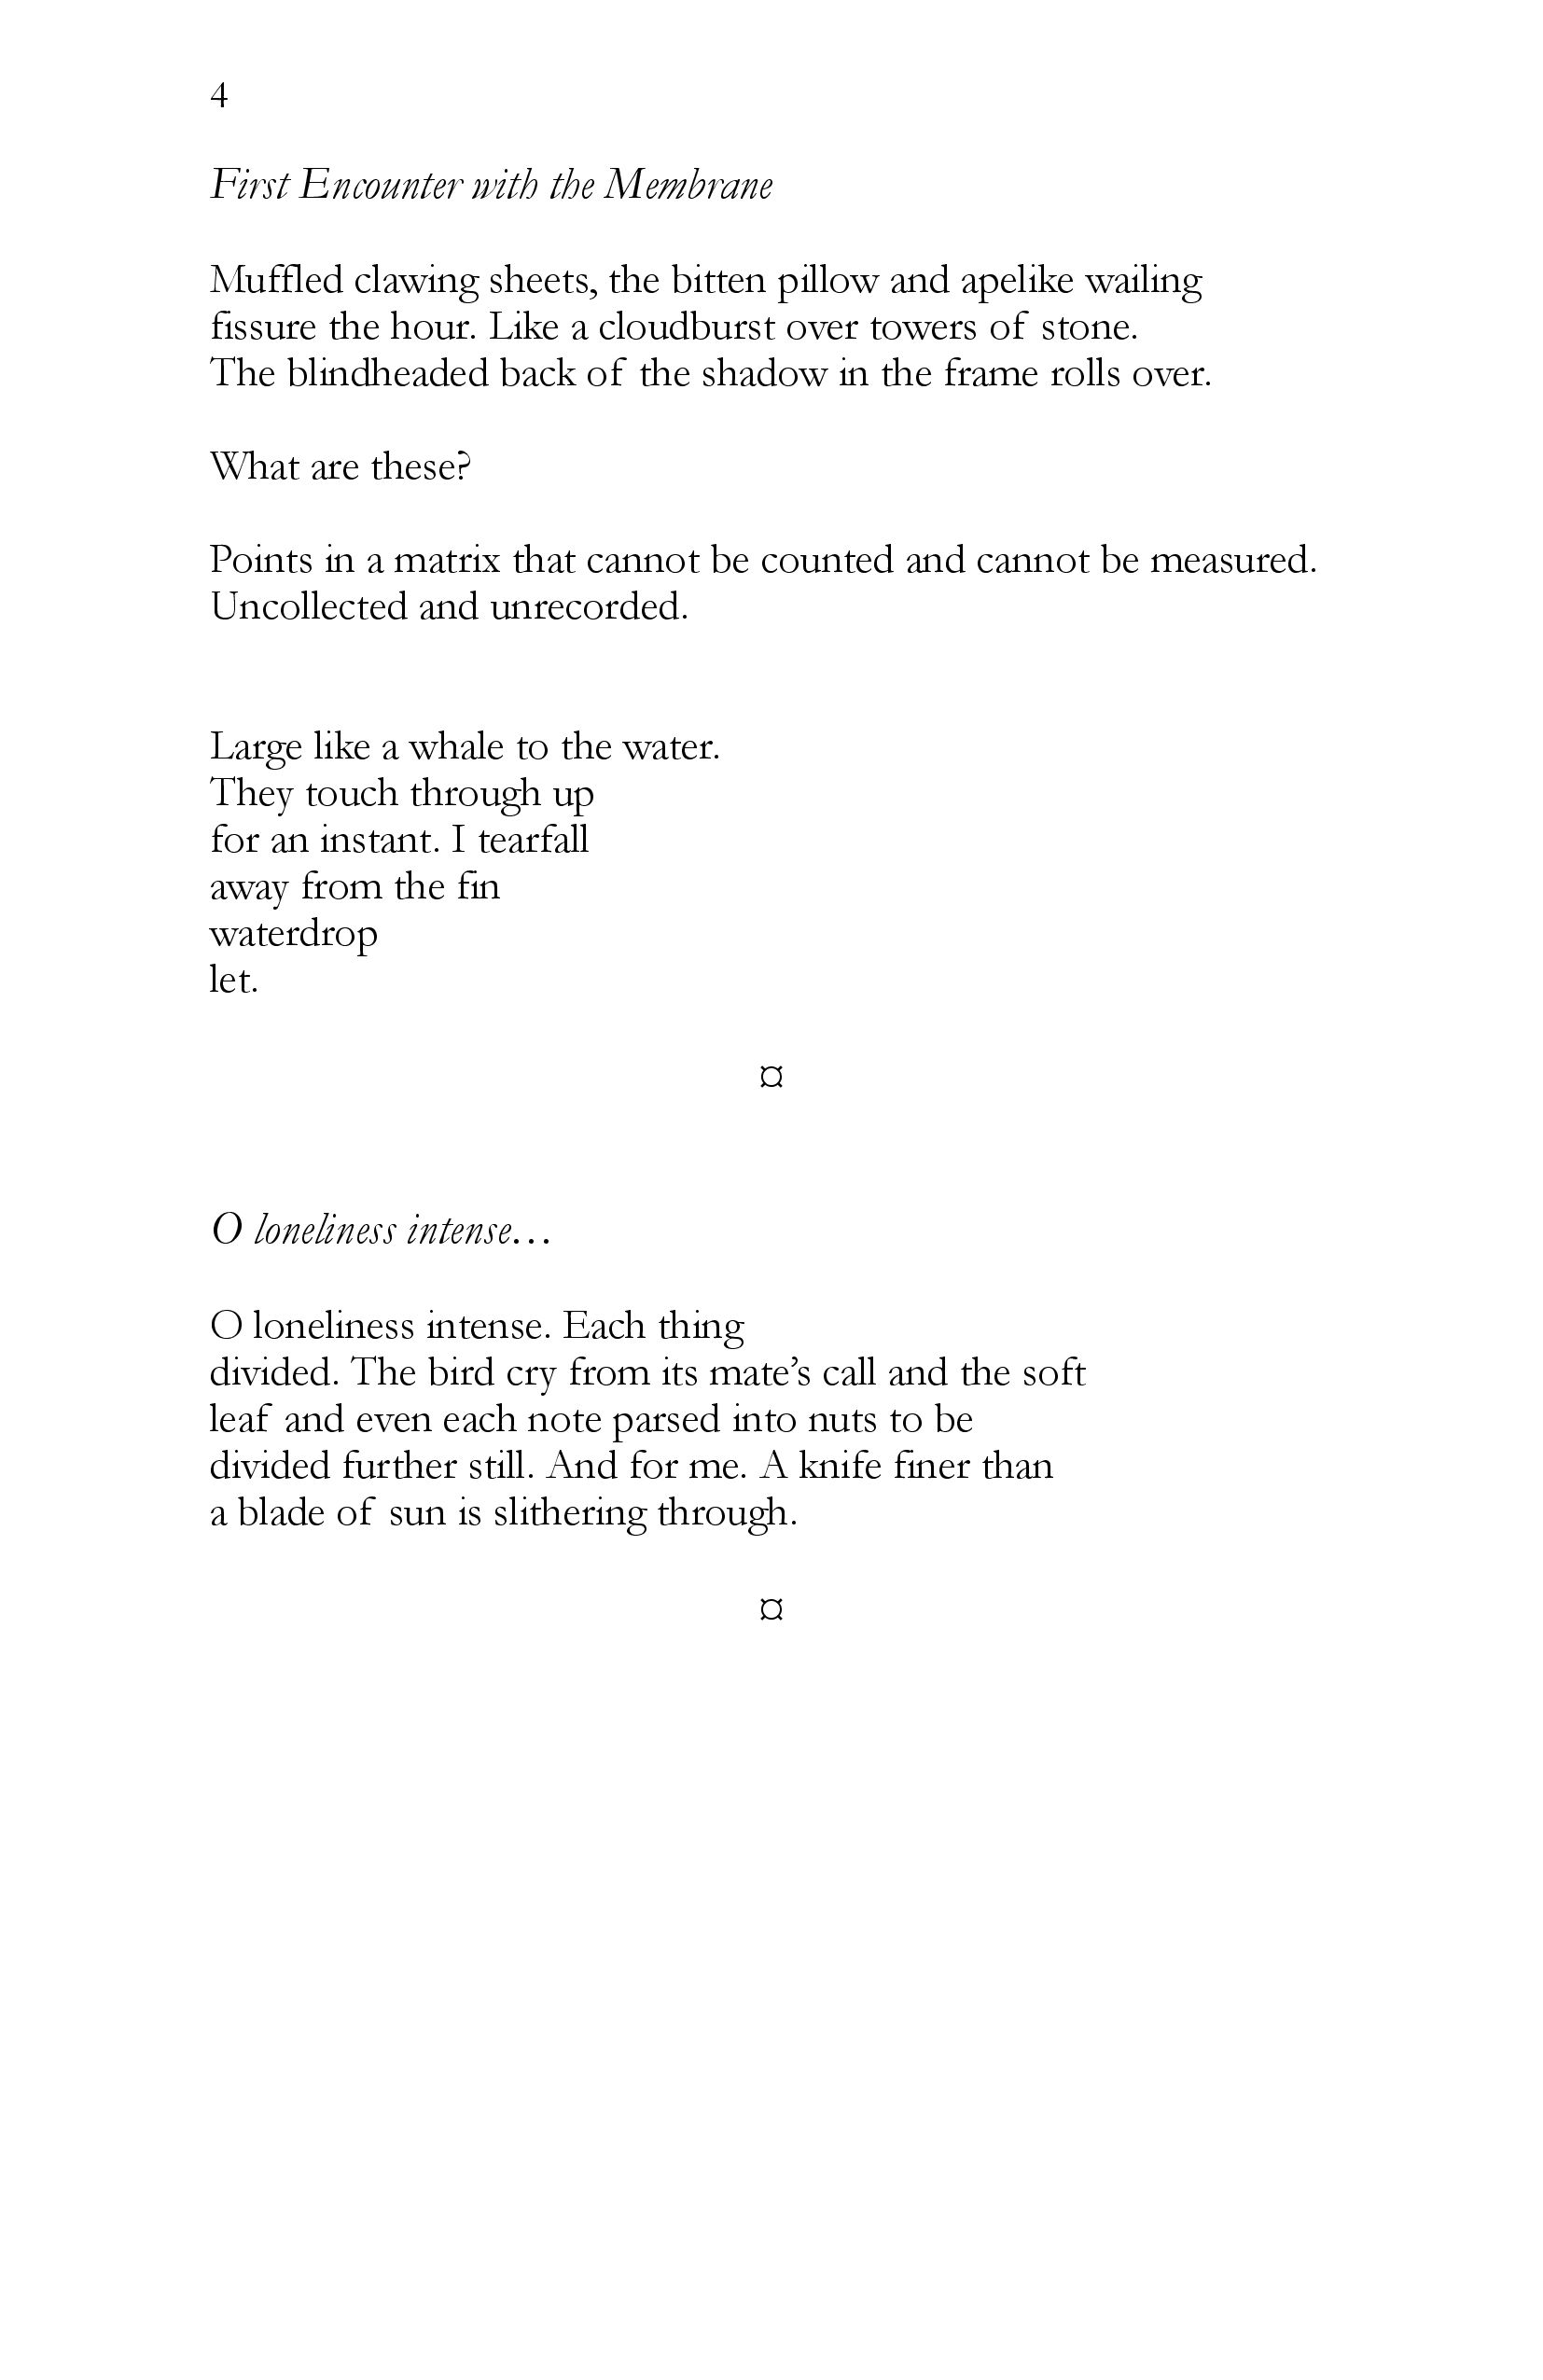 4
First Encounter with the Membrane
Muffled clawing sheets, the bitten pillow and apelike wailing
fissure the hour. Like a cloudburst over towers of stone.
The blindheaded back of the shadow in the frame rolls over.
What are these?
Points in a matrix that cannot be counted and cannot be measured.
Uncollected and unrecorded.
Large like a whale to the water.
They touch through up
for an instant. I tearfall
away from the fin
waterdrop
let.
¤
O loneliness intense…
O loneliness intense. Each thing
divided. The bird cry from its mate’s call and the soft
leaf and even each note parsed into nuts to be
divided further still. And for me. A knife finer than
a blade of sun is slithering through.
¤